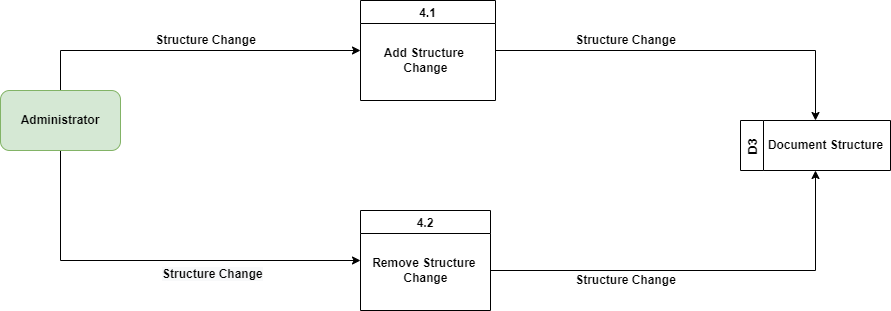 4.1
Structure Change
Add Structure
Change
Structure Change
Administrator
D3
Document Structure
4.2
Structure Change
Remove Structure
Change
Structure Change